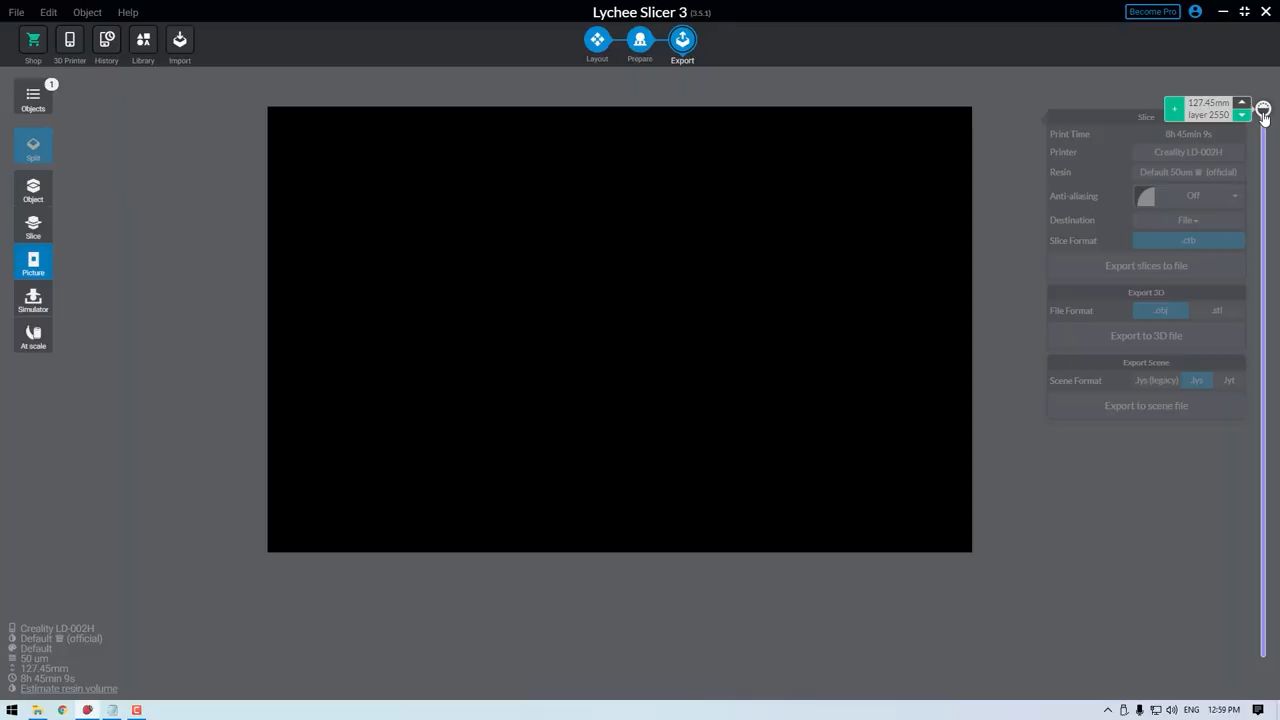 File Edit Object Help
Lychee Slicer 3 (3.5.1)
Become Pro
Shop 3D Printer History Library Import
Layout Prepare Export
1
Objects
Split
Object
Slice
Picture
Simulator
At scale
+ 127.45mm
layer 2550
Slice
Print Time 8h 45min 9s
Printer Creality LD-002H
Resin Default 50um (official)
Anti-aliasing Off
Destination File
Slice Format .ctb
Export slices to file
Export 3D
File Format .obj .stl
Export to 3D file
Export Scene
Scene Format .lys (legacy) .lys .lyt
Export to scene file
Creality LD-002H
Default (official)
Default
50 um
127.45mm
8h 45min 9s
Estimate resin volume
ENG 12:59 PM